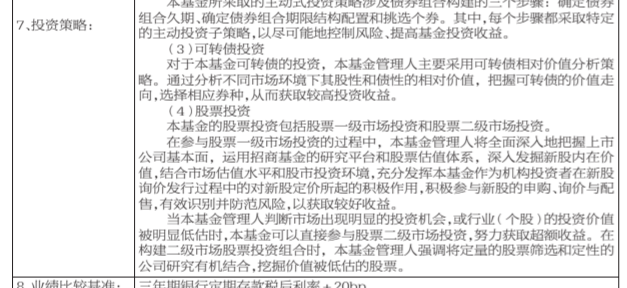 本基金所采取的主动式投资策略涉及债券组合构建的三个步骤：确定债券
组合久期、确定债券组合期限结构配置和挑选个券。其中,每个步骤都采取特定
7、投资策略：
的主动投资子策略,以尽可能地控制风险、提高基金投资收益。
（3）可转债投资
对于本基金可转债的投资，本基金管理人主要采用可转债相对价值分析策
略。通过分析不同市场环境下其股性和债性的相对价值，把握可转债的价值走
向,选择相应券种,从而获取较高投资收益。
（4）股票投资
本基金的股票投资包括股票一级市场投资和股票二级市场投资。
在参与股票一级市场投资的过程中，本基金管理人将全面深入地把握上市
公司基本面，运用招商基金的研究平台和股票估值体系，深入发掘新股内在价
值,结合市场估值水平和股市投资环境,充分发挥本基金作为机构投资者在新股
询价发行过程中的对新股定价所起的积极作用,积极参与新股的申购、询价与配
售,有效识别并防范风险,以获取较好收益。
当本基金管理人判断市场出现明显的投资机会,或行业（个股）的投资价值
被明显低估时,本基金可以直接参与股票二级市场投资,努力获取超额收益。在
构建二级市场股票投资组合时，本基金管理人强调将定量的股票筛选和定性的
公司研究有机结合,挖掘价值被低估的股票。
8、业绩比较基准： 三年期银行定期存款税后利率+20bp